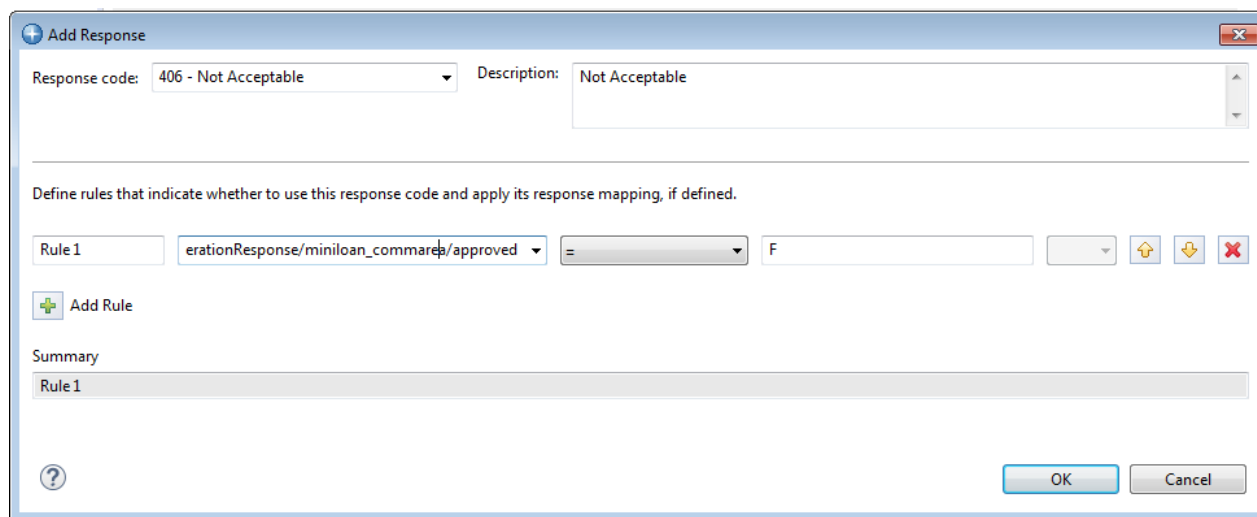 Add Response
Response code: 406 - Not Acceptable Description: Not Acceptable
Define rules that indicate whether to use this response code and apply its response mapping, if defined.
Rule 1 erationResponse/miniloan_commarea/approved = F
Add Rule
Summary
Rule 1
? OK Cancel